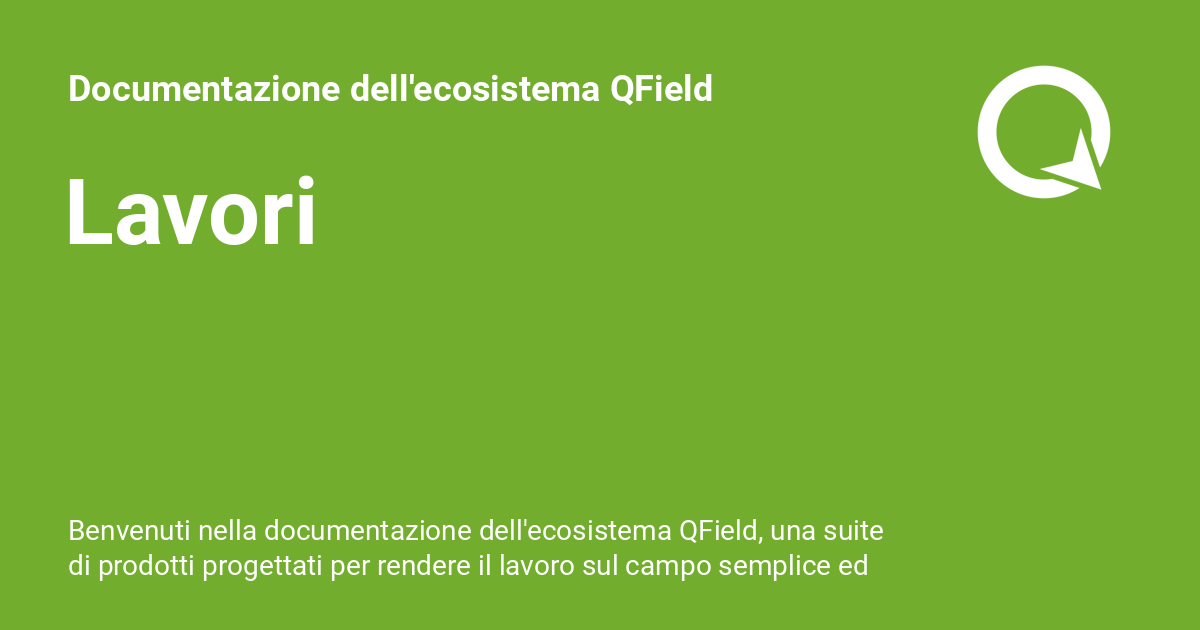 Documentazione dell'ecosistema QField
Lavori
Benvenuti nella documentazione dell'ecosistema QField, una suite
di prodotti progettati per rendere il lavoro sul campo semplice ed